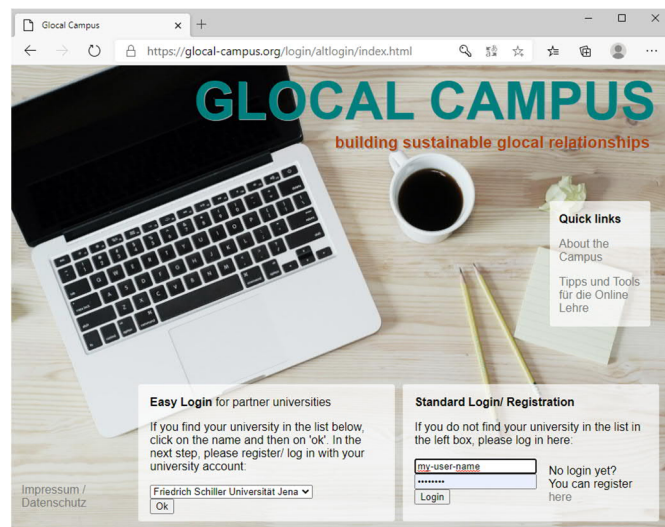 Glocal Campus
https://glocal-campus.org/login/altlogin/index.html
GLOCAL CAMPUS
building sustainable glocal relationships
Quick links
About the
Campus
Tipps und Tools
für die Online
Lehre
Easy Login for partner universities
If you find your university in the list below,
click on the name and then on 'ok'. In the
next step, please register/ log in with your
university account:
Friedrich Schiller Universität Jena
Ok
Standard Login/ Registration
If you do not find your university in the list in
the left box, please log in here:
my-user-name
••••••••
Login
No login yet?
You can register
here
Impressum /
Datenschutz